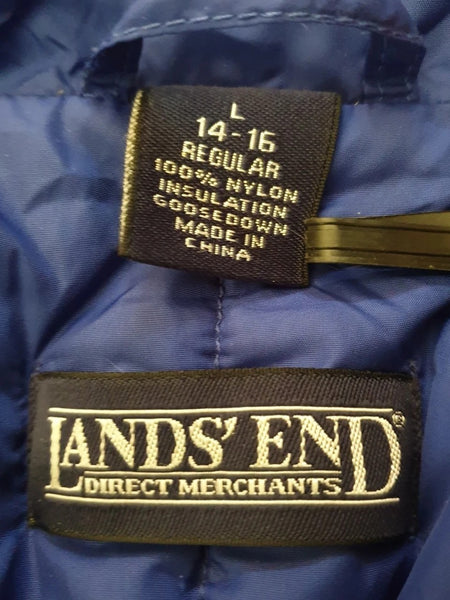 L
14-16
REGULAR
100% NYLON
INSULATION
GOOSEDOWN
MADE IN
CHINA
LANDS' END®
DIRECT MERCHANTS